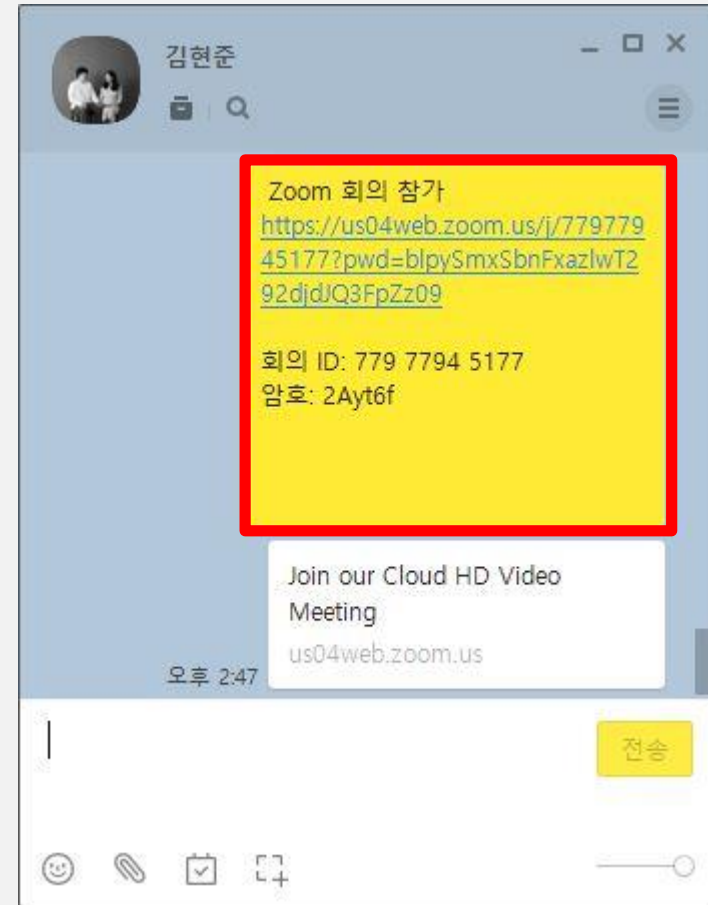 김현준
Zoom 회의 참가
https://us04web.zoom.us/j/779779
45177?pwd=blpySmxSbnFxazlwT2
92djdJQ3FpZz09
회의 ID: 779 7794 5177
암호: 2Ayt6f
Join our Cloud HD Video
Meeting
us04web.zoom.us
오후 2:47
전송